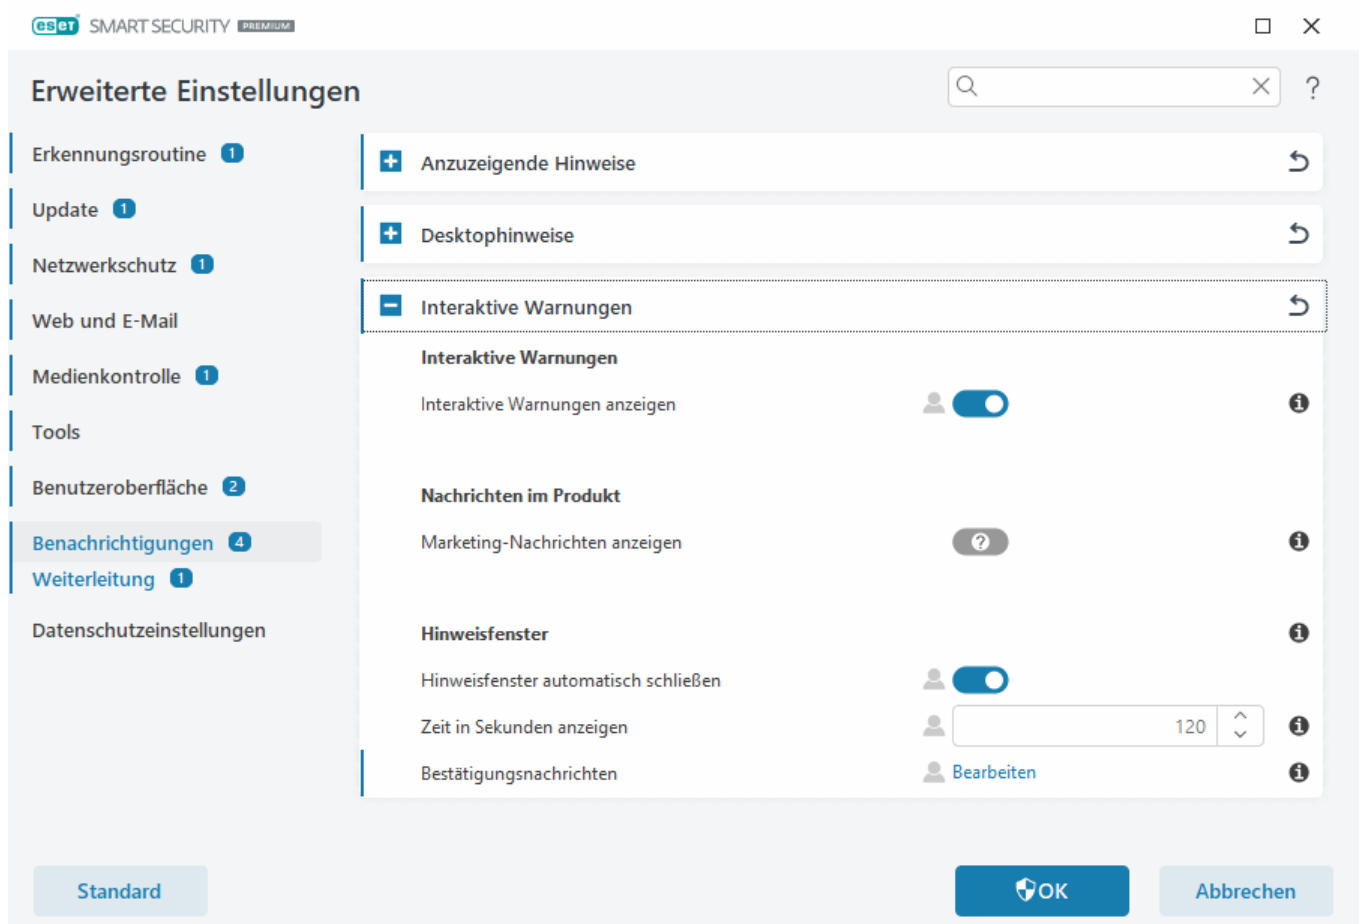 eset SMART SECURITY PREMIUM
Erweiterte Einstellungen
?
Erkennungsroutine 1
Update 1
Netzwerkschutz 1
Web und E-Mail
Medienkontrolle 1
Tools
Benutzeroberfläche 2
Benachrichtigungen 4
Weiterleitung 1
Datenschutzeinstellungen
Anzuzeigende Hinweise
Desktophinweise
Interaktive Warnungen
Interaktive Warnungen
Interaktive Warnungen anzeigen
Nachrichten im Produkt
Marketing-Nachrichten anzeigen ?
Hinweisfenster
Hinweisfenster automatisch schließen
Zeit in Sekunden anzeigen 120
Bestätigungsnachrichten Bearbeiten
Standard OK Abbrechen